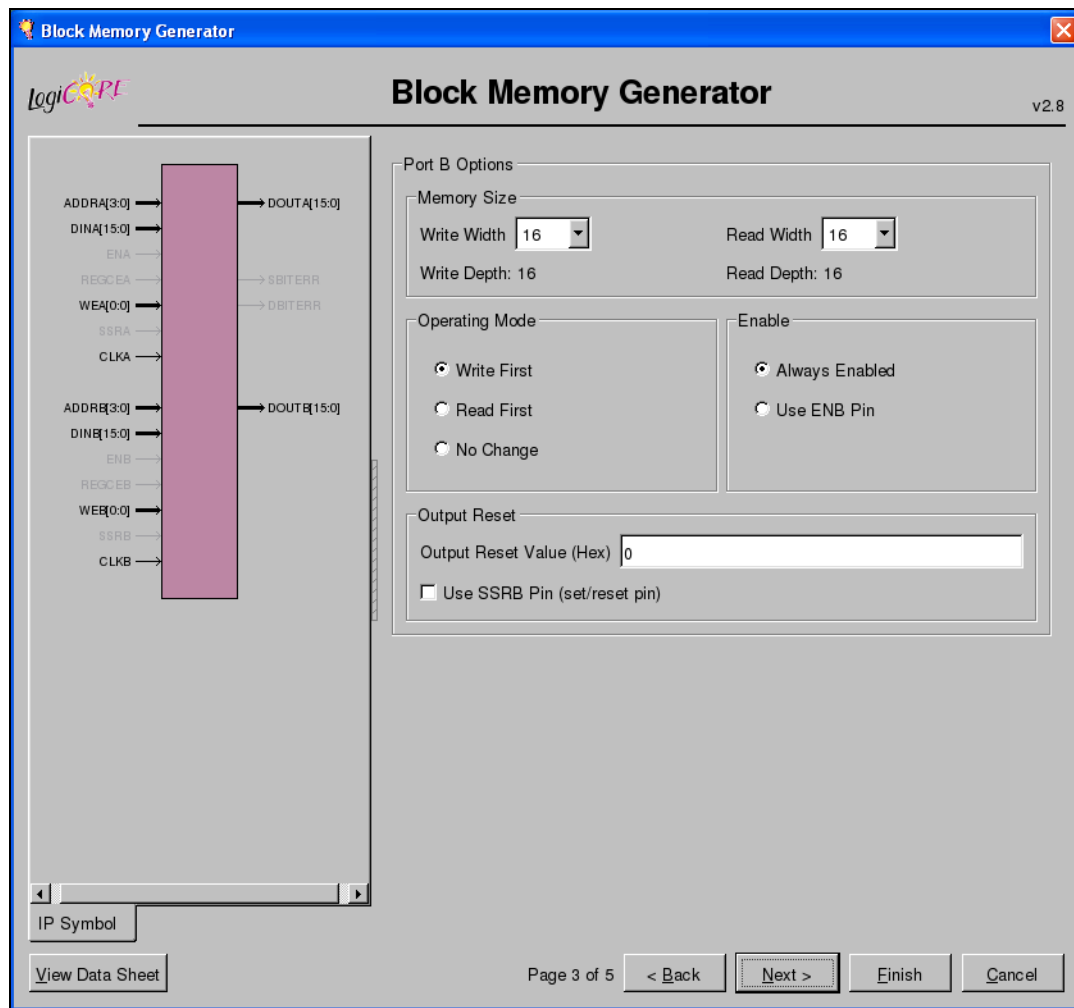 Block Memory Generator
LogiCORE
Block Memory Generator
v2.8
ADDRA[3:0]
DOUTA[15:0]
DINA[15:0]
ENA
REGCEA
SBITERR
WEA[0:0]
DBITERR
SSRA
CLKA
ADDRB[3:0]
DOUTB[15:0]
DINB[15:0]
ENB
REGCEB
WEB[0:0]
SSRB
CLKB
IP Symbol
Port B Options
Memory Size
Write Width 16 Read Width 16
Write Depth: 16 Read Depth: 16
Operating Mode
Write First
Read First
No Change
Enable
Always Enabled
Use ENB Pin
Output Reset
Output Reset Value (Hex) 0
Use SSRB Pin (set/reset pin)
View Data Sheet Page 3 of 5 < Back Next > Finish Cancel